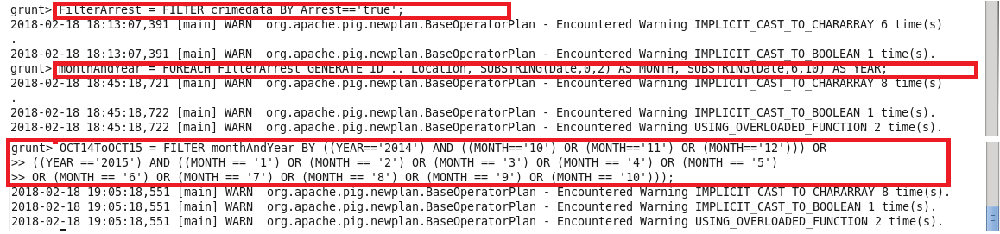 grunt> FilterArrest = FILTER crimedata BY Arrest=='true';
2018-02-18 18:13:07,391 [main] WARN  org.apache.pig.newplan.BaseOperatorPlan - Encountered Warning IMPLICIT_CAST_TO_CHARARRAY 6 time(s)
.
2018-02-18 18:13:07,391 [main] WARN  org.apache.pig.newplan.BaseOperatorPlan - Encountered Warning IMPLICIT_CAST_TO_BOOLEAN 1 time(s).
grunt> monthAndYear = FOREACH FilterArrest GENERATE ID .. Location, SUBSTRING(Date,0,2) AS MONTH, SUBSTRING(Date,6,10) AS YEAR;
2018-02-18 18:45:18,721 [main] WARN  org.apache.pig.newplan.BaseOperatorPlan - Encountered Warning IMPLICIT_CAST_TO_CHARARRAY 8 time(s)
.
2018-02-18 18:45:18,722 [main] WARN  org.apache.pig.newplan.BaseOperatorPlan - Encountered Warning IMPLICIT_CAST_TO_BOOLEAN 1 time(s).
2018-02-18 18:45:18,722 [main] WARN  org.apache.pig.newplan.BaseOperatorPlan - Encountered Warning USING_OVERLOADED_FUNCTION 2 time(s).
grunt> OCT14ToOCT15 = FILTER monthAndYear BY ((YEAR=='2014') AND ((MONTH=='10') OR (MONTH=='11') OR (MONTH=='12'))) OR
>> ((YEAR =='2015') AND ((MONTH == '1') OR (MONTH == '2') OR (MONTH == '3') OR (MONTH == '4') OR (MONTH == '5')
>> OR (MONTH == '6') OR (MONTH == '7') OR (MONTH == '8') OR (MONTH == '9') OR (MONTH == '10')));
2018-02-18 19:05:18,551 [main] WARN  org.apache.pig.newplan.BaseOperatorPlan - Encountered Warning IMPLICIT_CAST_TO_CHARARRAY 8 time(s).
2018-02-18 19:05:18,551 [main] WARN  org.apache.pig.newplan.BaseOperatorPlan - Encountered Warning IMPLICIT_CAST_TO_BOOLEAN 1 time(s).
2018-02-18 19:05:18,551 [main] WARN  org.apache.pig.newplan.BaseOperatorPlan - Encountered Warning USING_OVERLOADED_FUNCTION 2 time(s).